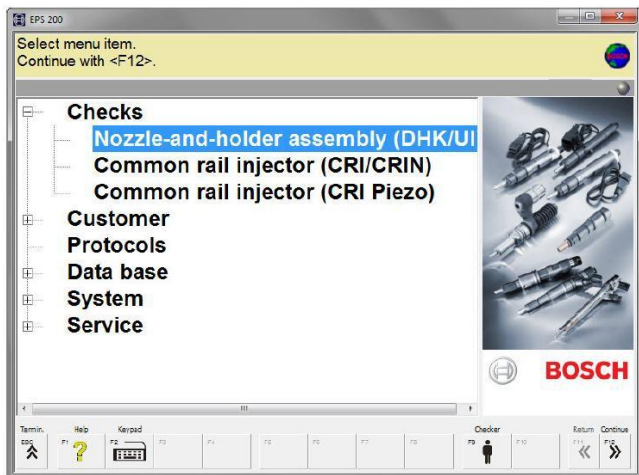 EPS 200
Select menu item.
Continue with <F12>.
Checks
Nozzle-and-holder assembly (DHK/UI
Common rail injector (CRI/CRIN)
Common rail injector (CRI Piezo)
Customer
Protocols
Data base
System
Service
BOSCH
Termin. Help Keypad Checker Return Continue
ESC F1 F2 F3 F4 F5 F6 F7 F8 F9 F10 F11 F12